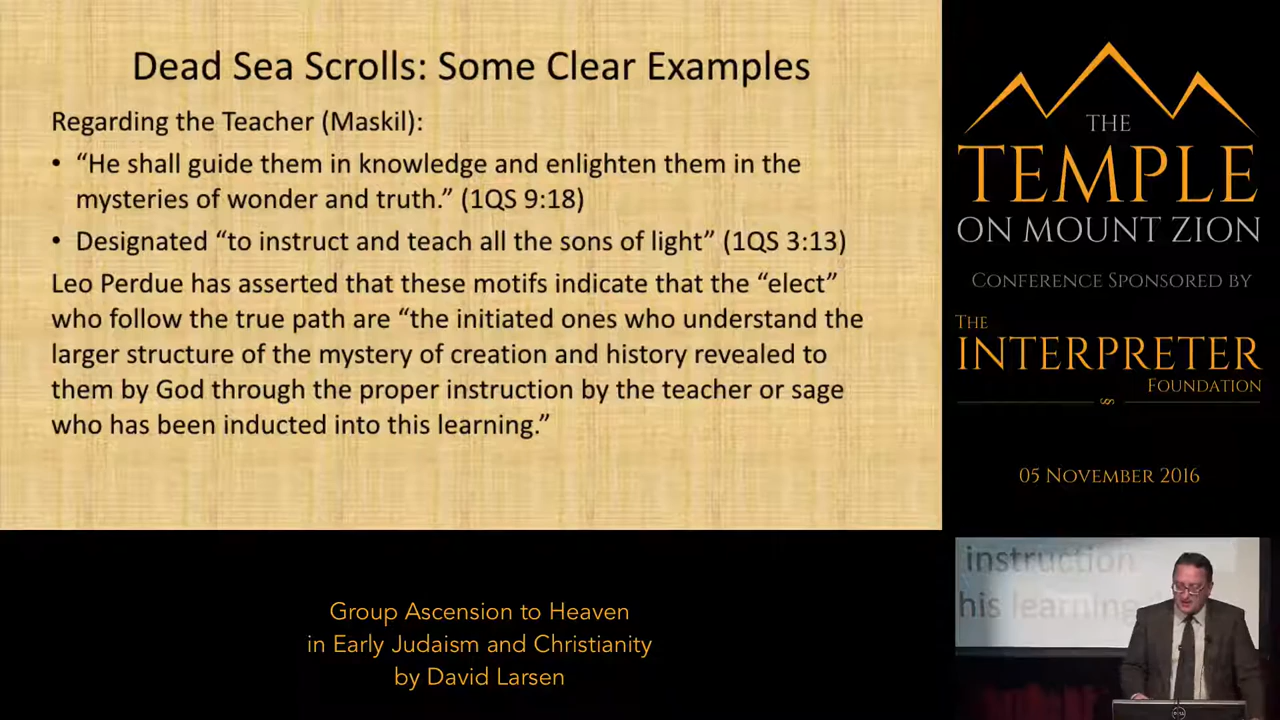 Dead Sea Scrolls: Some Clear Examples
Regarding the Teacher (Maskil):
• “He shall guide them in knowledge and enlighten them in the
mysteries of wonder and truth.” (1QS 9:18)
• Designated “to instruct and teach all the sons of light” (1QS 3:13)
Leo Perdue has asserted that these motifs indicate that the “elect”
who follow the true path are “the initiated ones who understand the
larger structure of the mystery of creation and history revealed to
them by God through the proper instruction by the teacher or sage
who has been inducted into this learning.”
THE
TEMPLE
ON MOUNT ZION
CONFERENCE SPONSORED BY
THE
INTERPRETER
FOUNDATION
05 NOVEMBER 2016
instruction
his learning
Group Ascension to Heaven
in Early Judaism and Christianity
by David Larsen